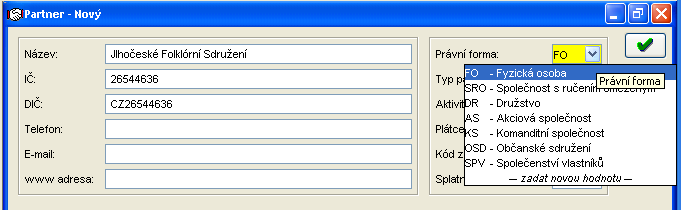 Partner - Nový
Název: JIhočeské Folklórní Sdružení
IČ: 26544636
DIČ: CZ26544636
Telefon:
E-mail:
www adresa:
Právní forma: FO
Typ pa
Aktivit
Plátce
Kód z
Splatn
FO - Fyzická osoba
SRO - Společnost s ručením omezeným
DR - Družstvo
AS - Akciová společnost
KS - Komanditní společnost
OSD - Občanské sdružení
SPV - Společenství vlastníků
--- zadat novou hodnotu ---
Právní forma